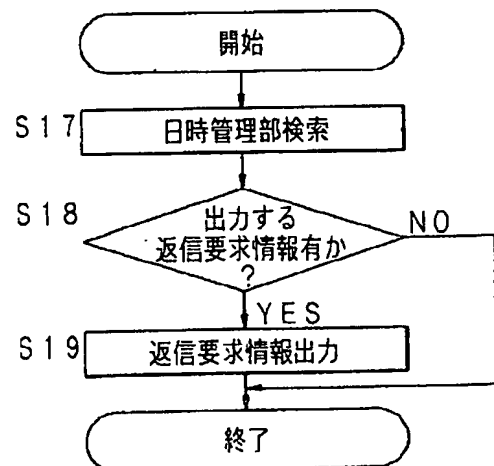 開始
S17
日時管理部検索
S18
出力する
返信要求情報有か
?
NO
YES
S19
返信要求情報出力
終了